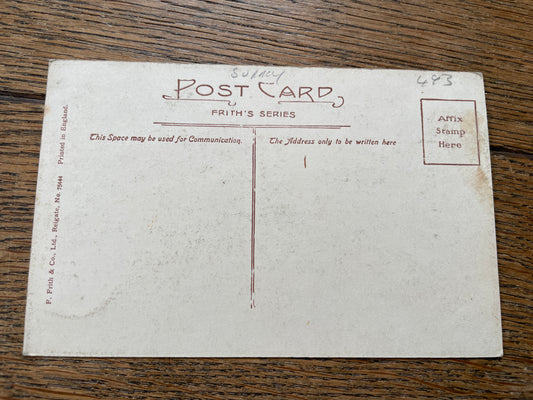 SURREY
483
POST CARD
FRITH'S SERIES
This Space may be used for Communication.
The Address only to be written here
Affix
Stamp
Here
F. Frith & Co., Ltd., Reigate, No. 75444 Printed in England.